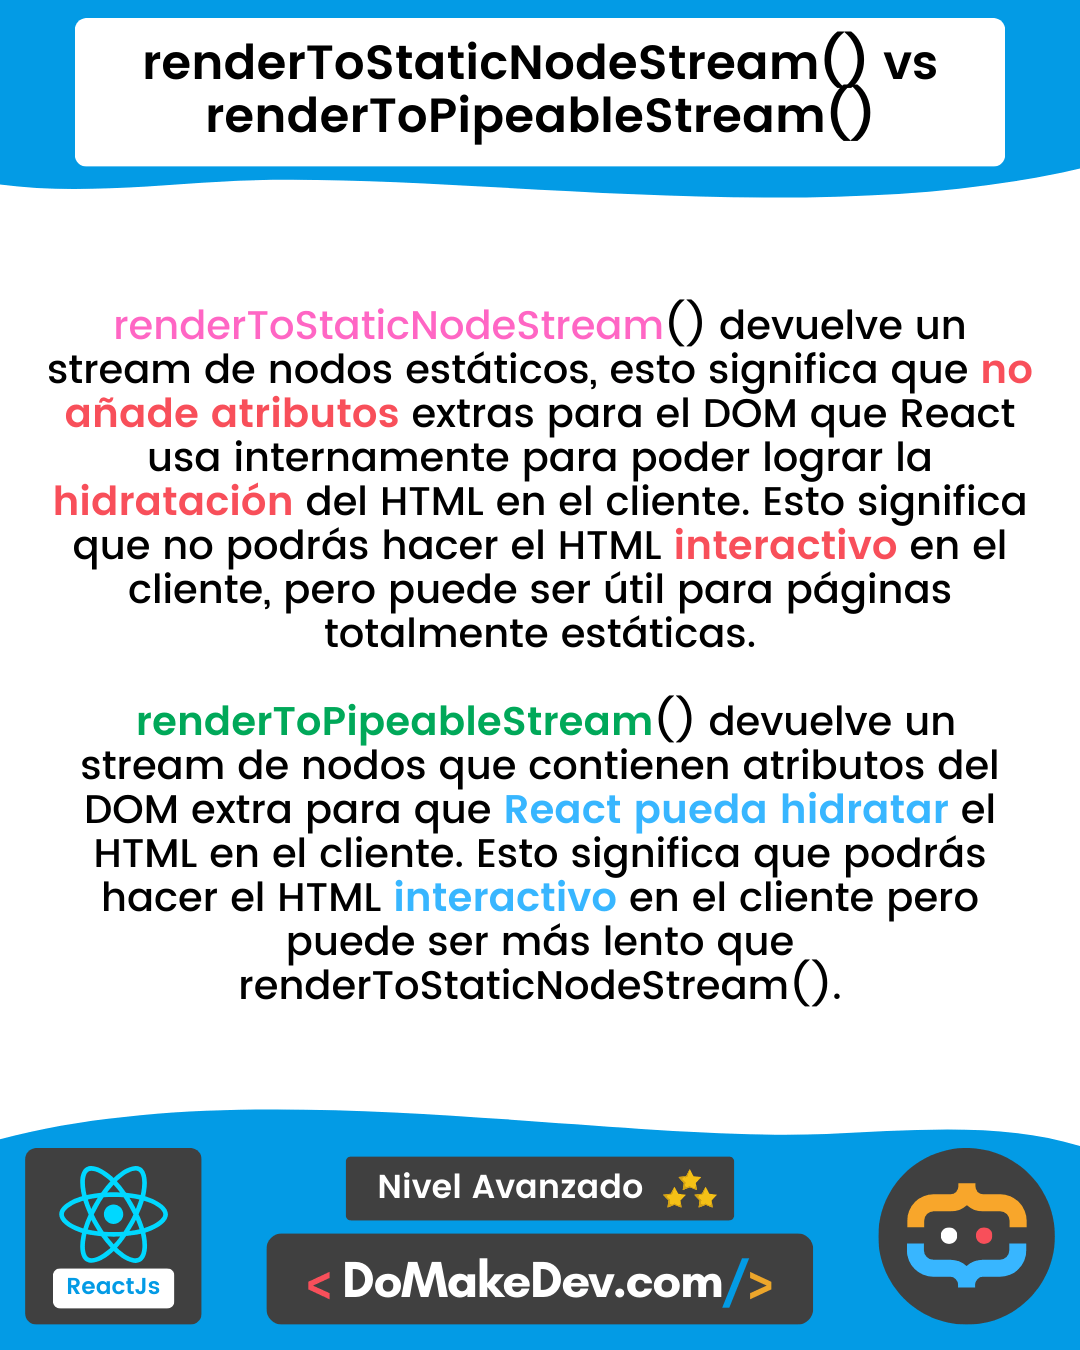 renderToStaticNodeStream() vs
renderToPipeableStream()
renderToStaticNodeStream() devuelve un
stream de nodos estáticos, esto significa que no
añade atributos extras para el DOM que React
usa internamente para poder lograr la
hidratación del HTML en el cliente. Esto significa
que no podrás hacer el HTML interactivo en el
cliente, pero puede ser útil para páginas
totalmente estáticas.
renderToPipeableStream() devuelve un
stream de nodos que contienen atributos del
DOM extra para que React pueda hidratar el
HTML en el cliente. Esto significa que podrás
hacer el HTML interactivo en el cliente pero
puede ser más lento que
renderToStaticNodeStream().
Nivel Avanzado
ReactJs
< DoMakeDev.com/>